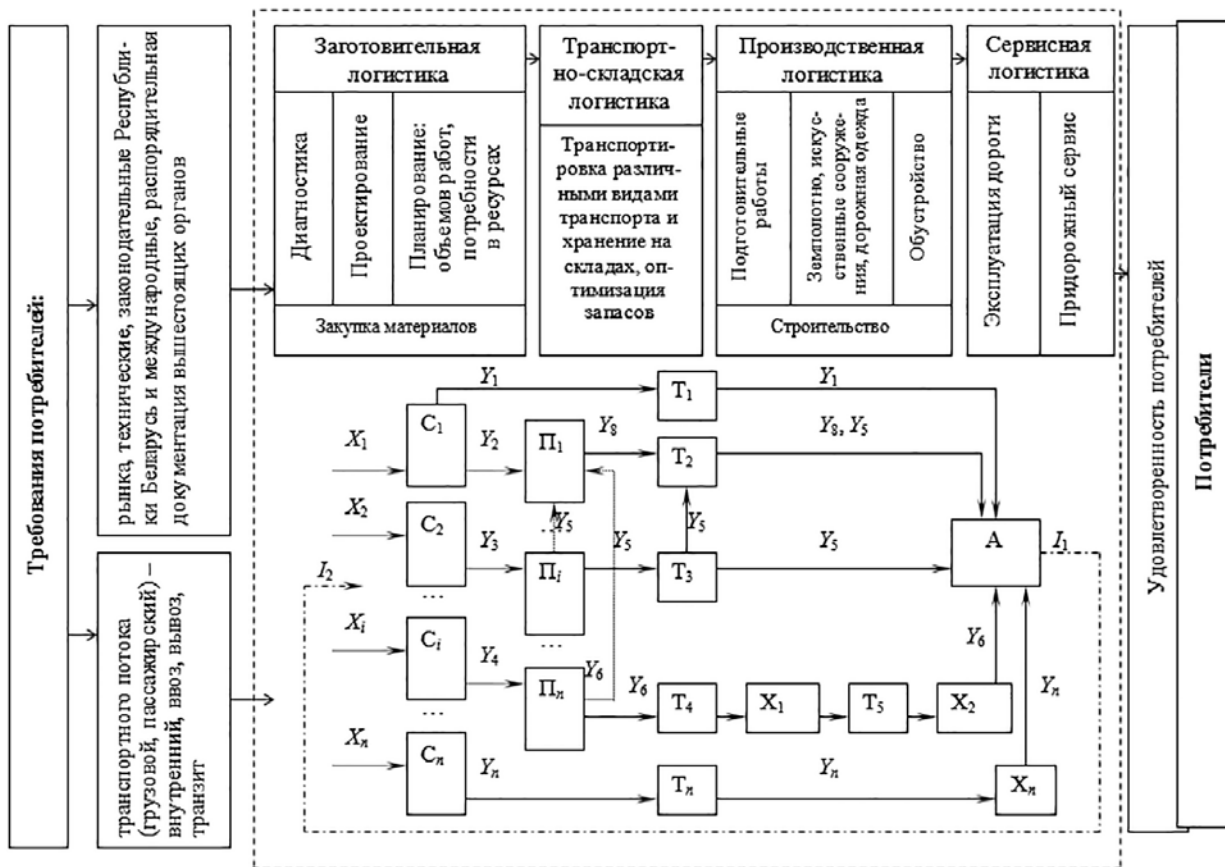 Требования потребителей:
рынка, технические, законодательные Республи-
ки Беларусь и международные, распорядительная
документация вышестоящих органов
транспортного потока
(грузовой, пассажирский) –
внутренний, ввоз, вывоз,
транзит
Заготовительная
логистика
Диагностика
Проектирование
Планирование:
объемов работ,
потребности
в ресурсах
Закупка материалов
Транспорт-
но-складская
логистика
Транспорти-
ровка различ-
ными видами
транспорта и
хранение на
складах, оп-
тимизация
запасов
Производственная
логистика
Подготовительные
работы
Земполотно, искус-
ственные сооруже-
ния, дорожная одежда
Обустройство
Строительство
Сервисная
логистика
Эксплуатация дороги
Придорожный сервис
Удовлетворенность потребителей
Потребители
Y1
T1
Y1
C1
X1
Y2
П1
Y8
T2
Y8, Y5
X2
C2
Y3
Y5
...
Y5
Y5
Y5
A
I1
I2
Пi
T3
...
Xi
Ci
Y4
...
Y6
Y6
Y6
Yn
Пn
T4
X1
T5
X2
...
Xn
Cn
Yn
Tn
Yn
Xn